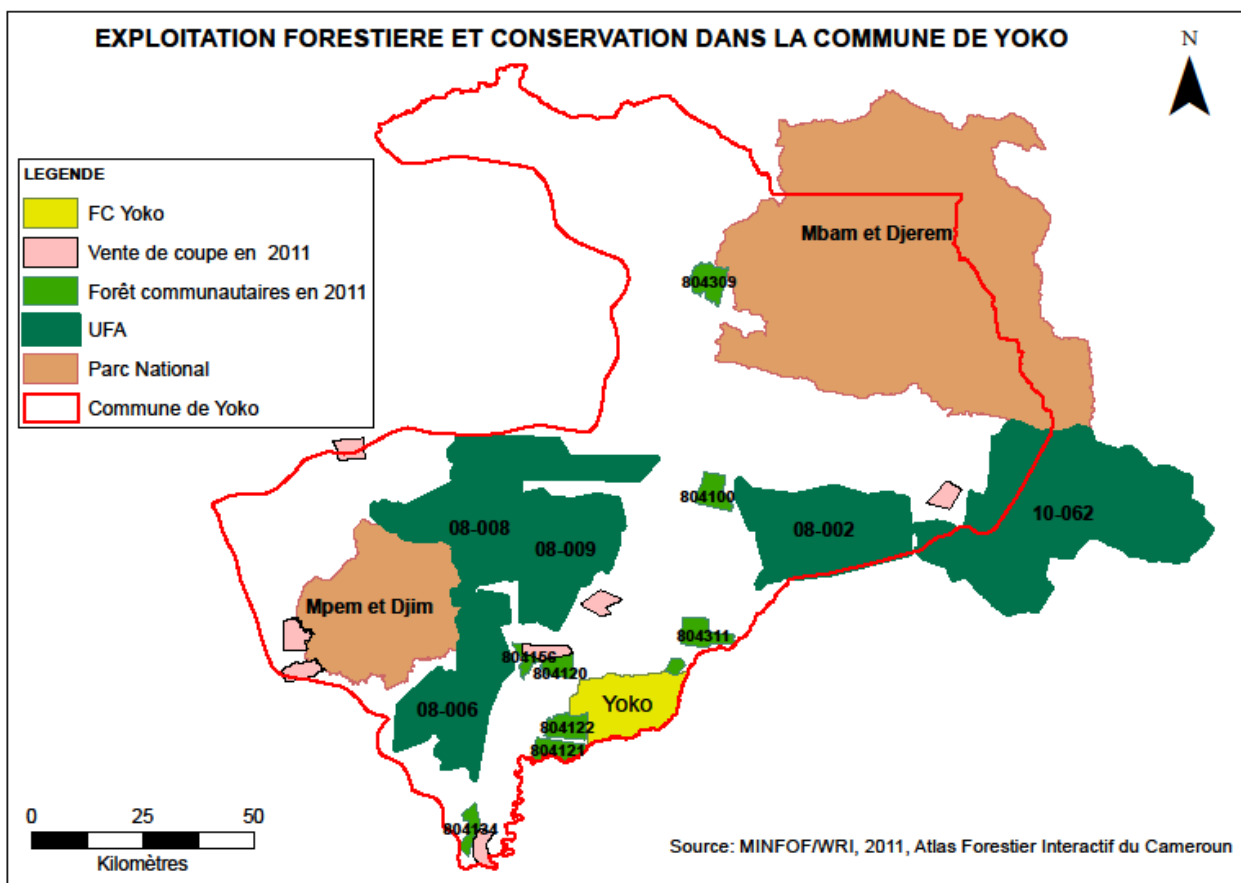 EXPLOITATION FORESTIERE ET CONSERVATION DANS LA COMMUNE DE YOKO
N
LEGENDE
FC Yoko
Vente de coupe en 2011
Forêt communautaires en 2011
UFA
Parc National
Commune de Yoko
Mbam et Djerem
804309
804100
08-002
10-062
08-008
08-009
Mpem et Djim
804311
804156
804120
08-006
Yoko
804122
804121
804134
0 25 50
Kilomètres
Source: MINFOF/WRI, 2011, Atlas Forestier Interactif du Cameroun